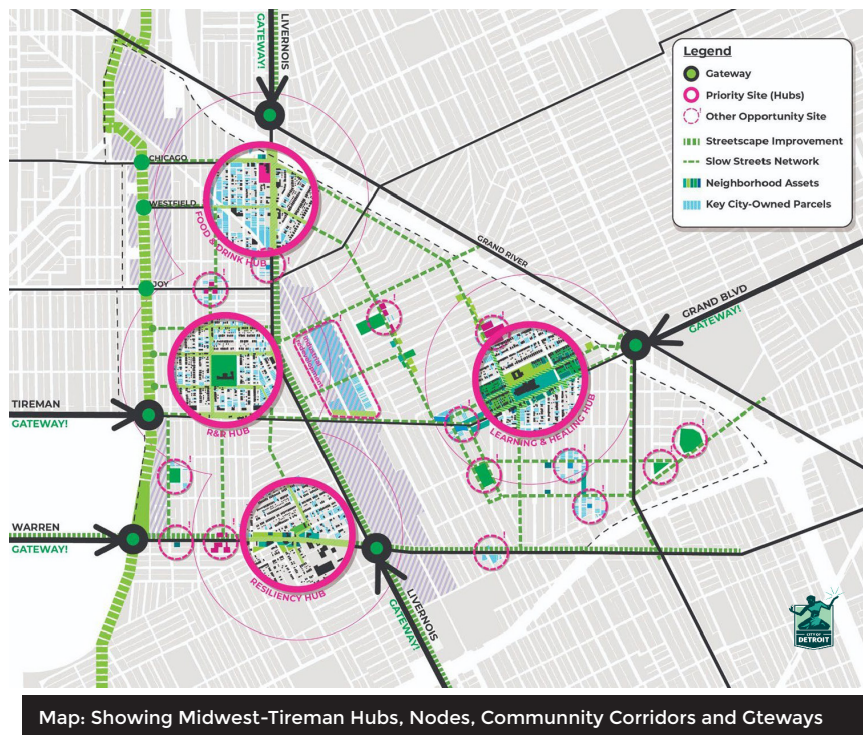 LIVERNOIS
GATEWAY!
Legend
Gateway
Priority Site (Hubs)
Other Opportunity Site
Streetscape Improvement
Slow Streets Network
Neighborhood Assets
Key City-Owned Parcels
CHICAGO
WESTFIELD
FOOD & DRINK HUB
JOY
GRAND RIVER
GRAND BLVD
GATEWAY!
Industrial
Redevelopment
TIREMAN
GATEWAY!
R&R HUB
LEARNING & HEALING HUB
WARREN
GATEWAY!
RESILIENCY HUB
LIVERNOIS
GATEWAY!
CITY OF
DETROIT
Map: Showing Midwest-Tireman Hubs, Nodes, Communnity Corridors and Gteways